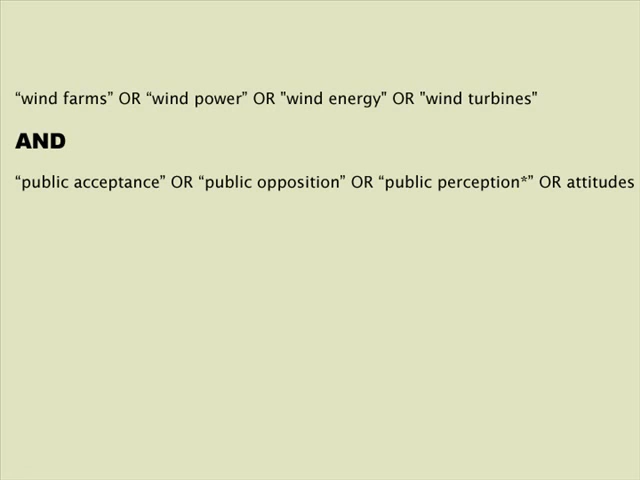 “wind farms” OR “wind power” OR "wind energy" OR "wind turbines"
AND
“public acceptance” OR “public opposition” OR “public perception*” OR attitudes